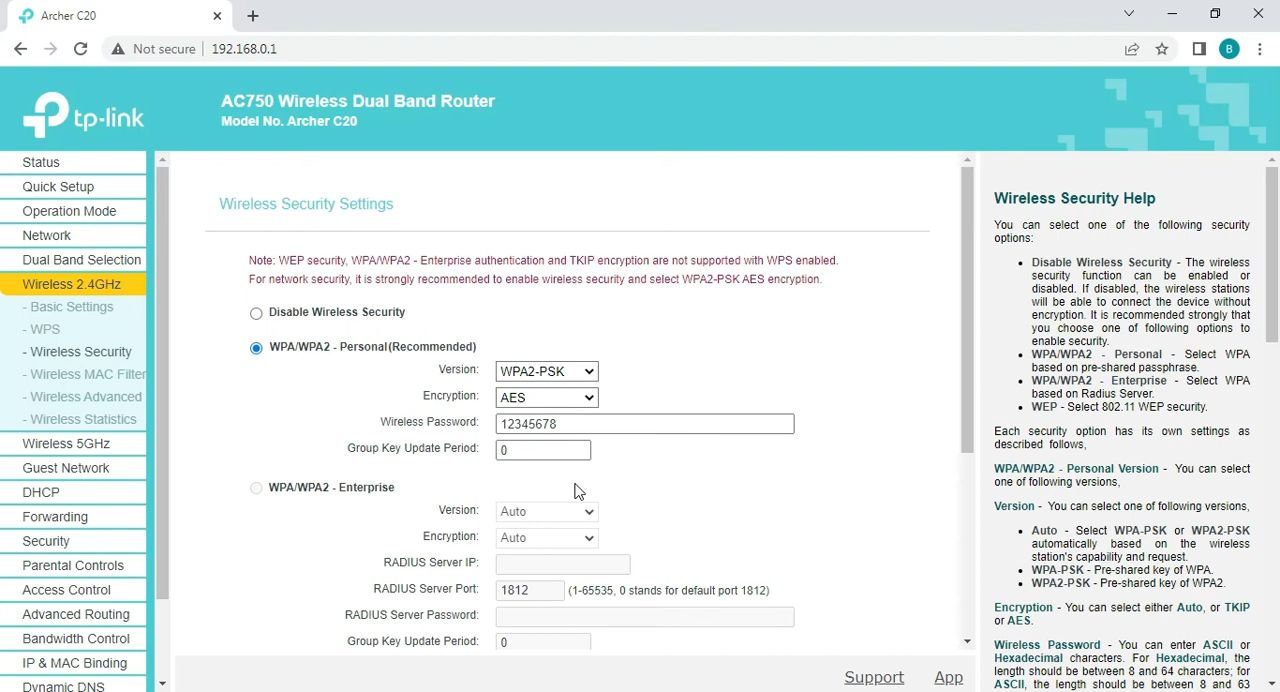 Archer C20
Not secure
192.168.0.1
B
tp-link
AC750 Wireless Dual Band Router
Model No. Archer C20
Status
Quick Setup
Operation Mode
Network
Dual Band Selection
Wireless 2.4GHz
- Basic Settings
- WPS
- Wireless Security
- Wireless MAC Filter
- Wireless Advanced
- Wireless Statistics
Wireless 5GHz
Guest Network
DHCP
Forwarding
Security
Parental Controls
Access Control
Advanced Routing
Bandwidth Control
IP & MAC Binding
Dynamic DNS
Wireless Security Settings
Note: WEP security, WPA/WPA2 - Enterprise authentication and TKIP encryption are not supported with WPS enabled.
For network security, it is strongly recommended to enable wireless security and select WPA2-PSK AES encryption.
Disable Wireless Security
WPA/WPA2 - Personal(Recommended)
Version: WPA2-PSK
Encryption: AES
Wireless Password: 12345678
Group Key Update Period: 0
WPA/WPA2 - Enterprise
Version: Auto
Encryption: Auto
RADIUS Server IP:
RADIUS Server Port: 1812 (1-65535, 0 stands for default port 1812)
RADIUS Server Password:
Group Key Update Period: 0
Support App
Wireless Security Help
You can select one of the following security
options:
Disable Wireless Security - The wireless
security function can be enabled or
disabled. If disabled, the wireless stations
will be able to connect the device without
encryption. It is recommended strongly that
you choose one of following options to
enable security.
WPA/WPA2 - Personal - Select WPA
based on pre-shared passphrase.
WPA/WPA2 - Enterprise - Select WPA
based on Radius Server.
WEP - Select 802.11 WEP security.
Each security option has its own settings as
described follows,
WPA/WPA2 - Personal Version - You can select
one of following versions,
Version - You can select one of following versions,
Auto - Select WPA-PSK or WPA2-PSK
automatically based on the wireless
station's capability and request.
WPA-PSK - Pre-shared key of WPA.
WPA2-PSK - Pre-shared key of WPA2.
Encryption - You can select either Auto, or TKIP
or AES.
Wireless Password - You can enter ASCII or
Hexadecimal characters. For Hexadecimal, the
length should be between 8 and 64 characters; for
ASCII, the length should be between 8 and 63